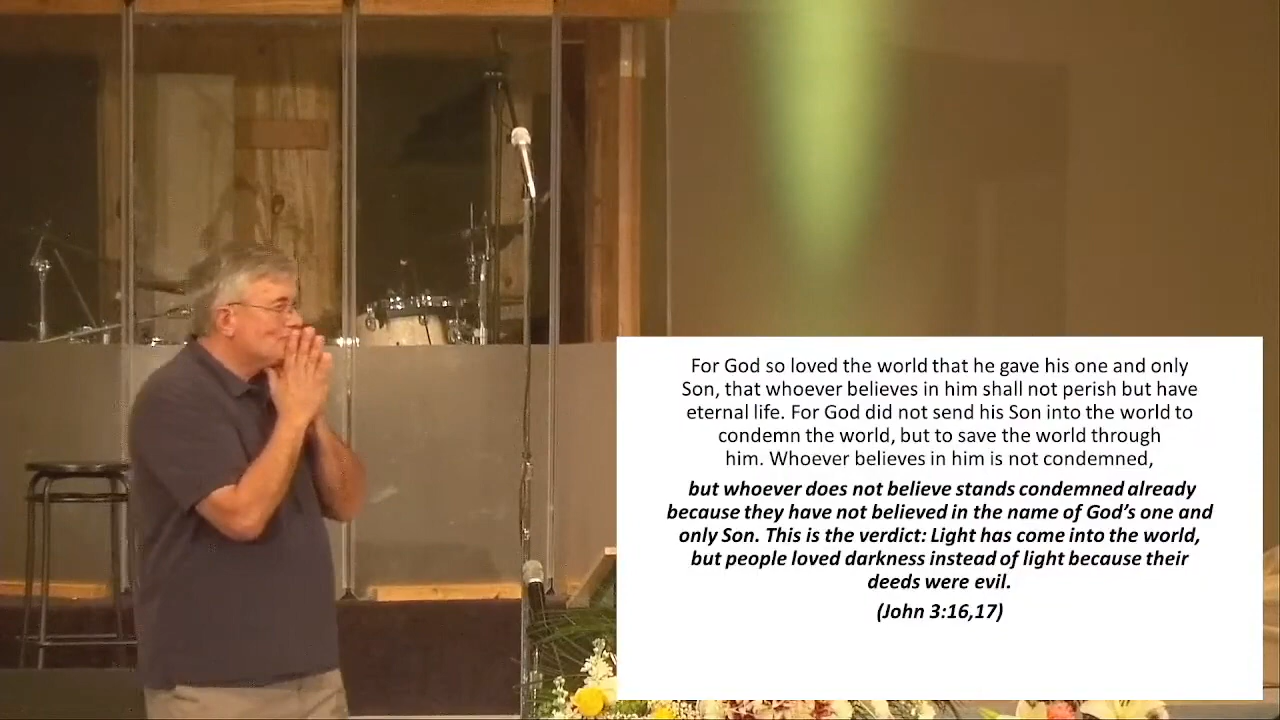 For God so loved the world that he gave his one and only
Son, that whoever believes in him shall not perish but have
eternal life. For God did not send his Son into the world to
condemn the world, but to save the world through
him. Whoever believes in him is not condemned,
but whoever does not believe stands condemned already
because they have not believed in the name of God’s one and
only Son. This is the verdict: Light has come into the world,
but people loved darkness instead of light because their
deeds were evil.
(John 3:16,17)